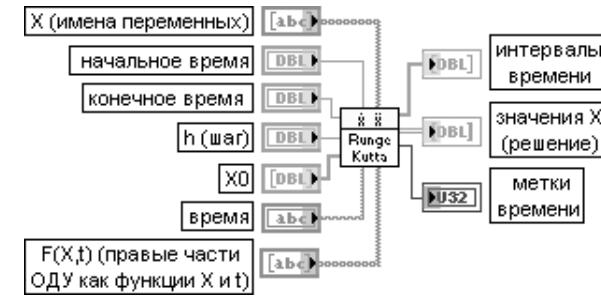 X (имена переменных)
[abc]
начальное время
DBL
конечное время
DBL
h (шаг)
DBL
X0
[DBL]
время
abc
F(X,t) (правые части
ОДУ как функции X и t)
[abc]
ẋ ẍ
Runge
Kutta
[DBL]
интервалы
времени
[DBL]
значения X
(решение)
U32
метки
времени